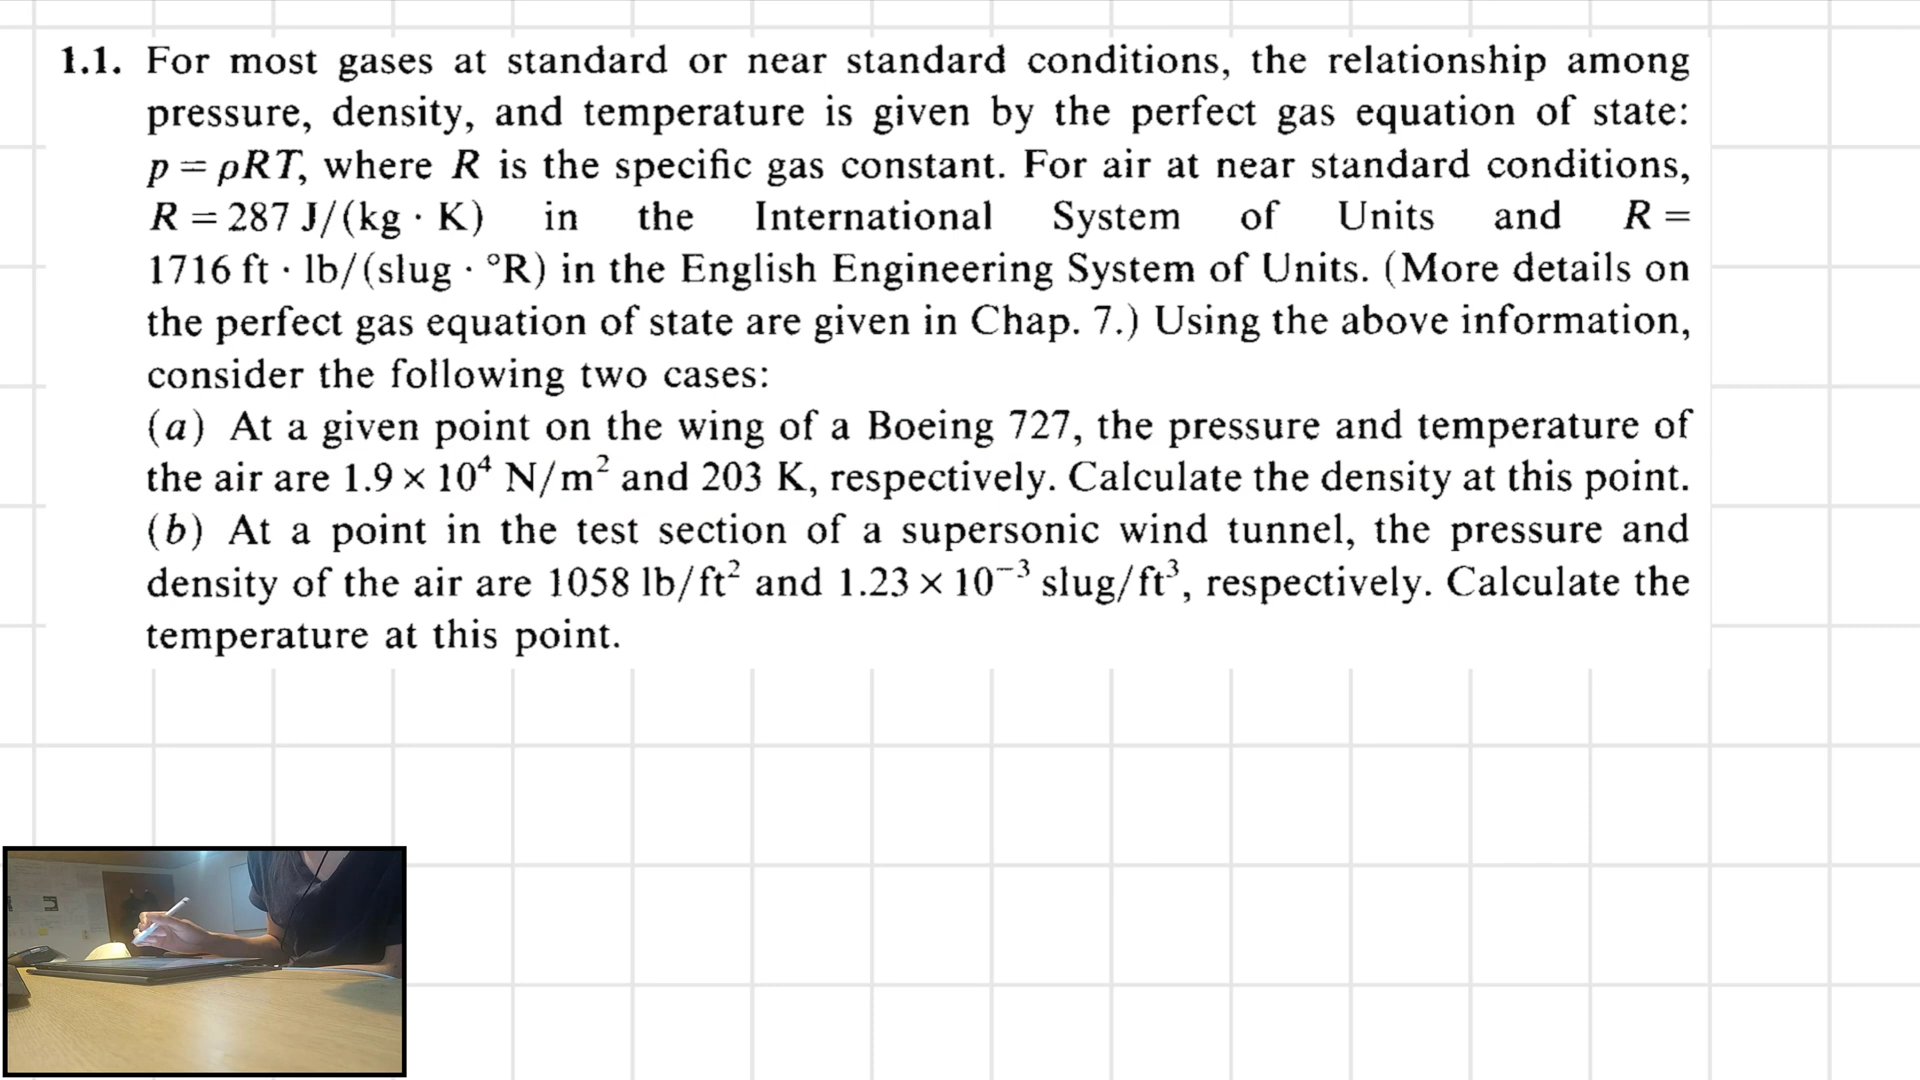 1.1. For most gases at standard or near standard conditions, the relationship among
pressure, density, and temperature is given by the perfect gas equation of state:
p = ρRT, where R is the specific gas constant. For air at near standard conditions,
R = 287 J/(kg · K) in the International System of Units and R =
1716 ft · lb/(slug · °R) in the English Engineering System of Units. (More details on
the perfect gas equation of state are given in Chap. 7.) Using the above information,
consider the following two cases:
(a) At a given point on the wing of a Boeing 727, the pressure and temperature of
the air are 1.9 × 10⁴ N/m² and 203 K, respectively. Calculate the density at this point.
(b) At a point in the test section of a supersonic wind tunnel, the pressure and
density of the air are 1058 lb/ft² and 1.23 × 10⁻³ slug/ft³, respectively. Calculate the
temperature at this point.